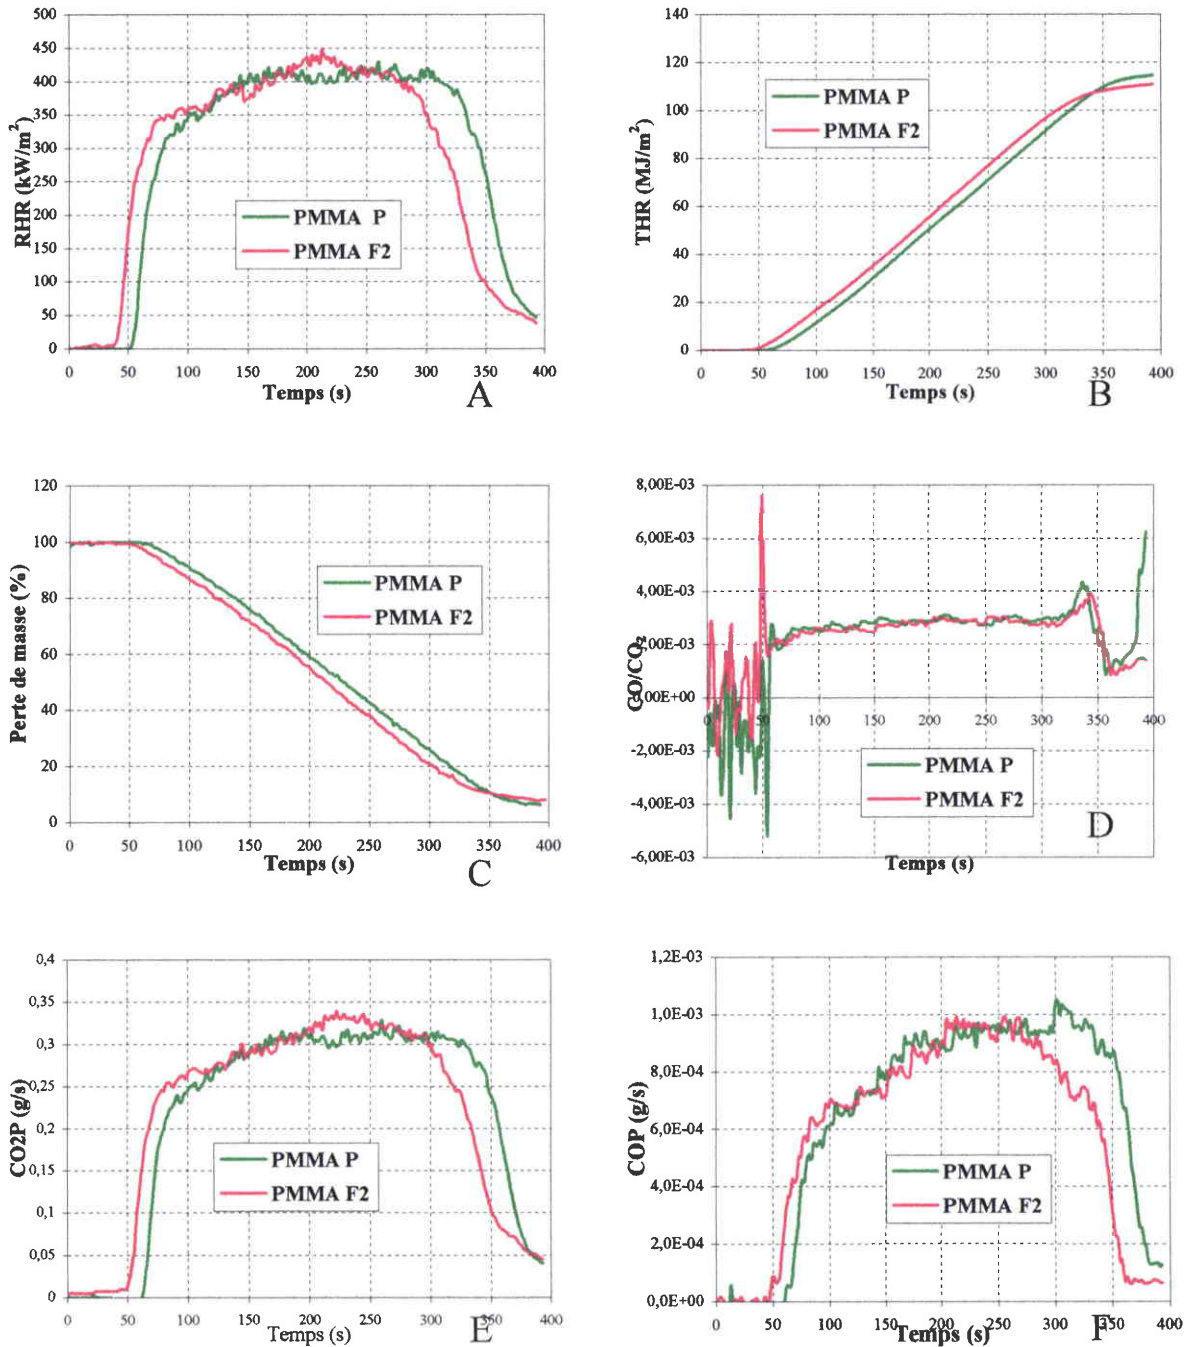 500
450
400
350
300
250
200
150
100
50
0
RHR (kW/m²)
PMMA P
PMMA F2
0 50 100 150 200 250 300 350 400
Temps (s)
A
140
120
100
80
60
40
20
0
THR (MJ/m²)
PMMA P
PMMA F2
0 50 100 150 200 250 300 350 400
Temps (s)
B
120
100
80
60
40
20
0
Perte de masse (%)
PMMA P
PMMA F2
0 50 100 150 200 250 300 350 400
Temps (s)
C
8,00E-03
6,00E-03
4,00E-03
2,00E-03
0,00E+00
-2,00E-03
-4,00E-03
-6,00E-03
CO/CO₂
0 50 100 150 200 250 300 350 400
PMMA P
PMMA F2
D
Temps (s)
0,4
0,35
0,3
0,25
0,2
0,15
0,1
0,05
0
CO2P (g/s)
PMMA P
PMMA F2
0 50 100 150 200 250 300 350 400
Temps (s)
E
1,2E-03
1,0E-03
8,0E-04
6,0E-04
4,0E-04
2,0E-04
0,0E+00
COP (g/s)
PMMA P
PMMA F2
0 50 100 150 200 250 300 350 400
Temps (s)
F